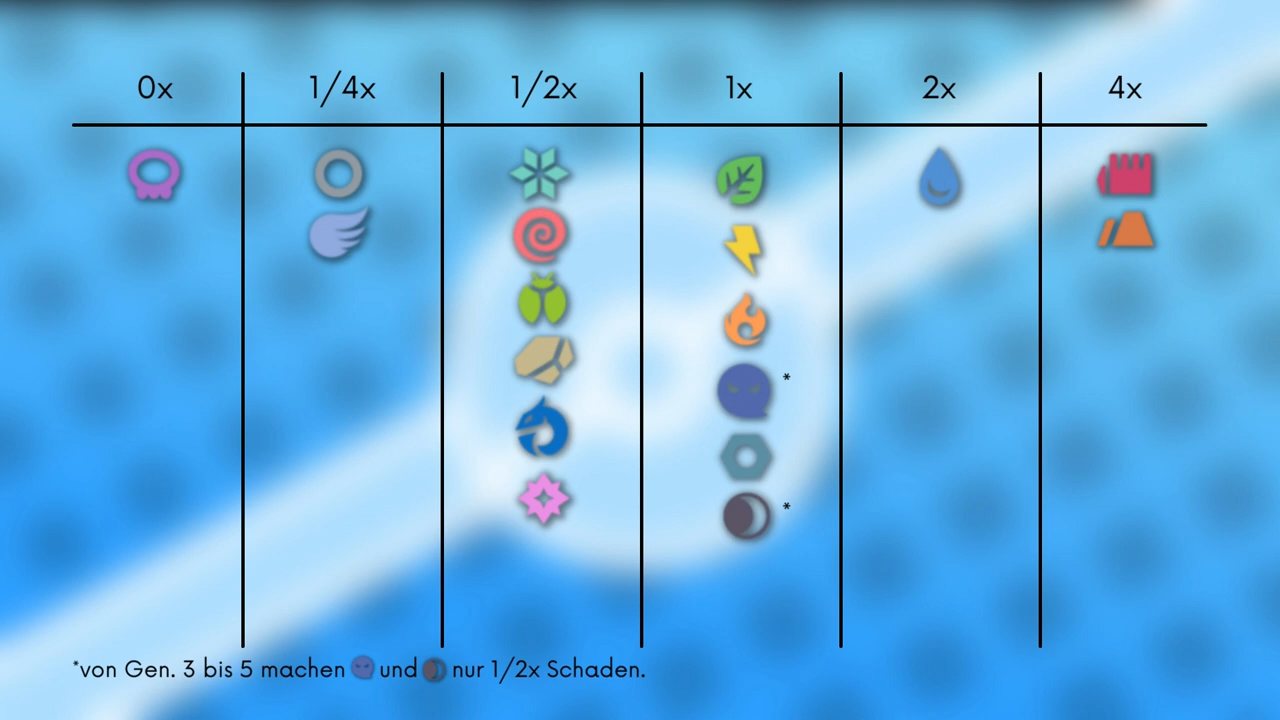 0x 1/4x 1/2x 1x 2x 4x
*
*
*von Gen. 3 bis 5 machen und nur 1/2x Schaden.